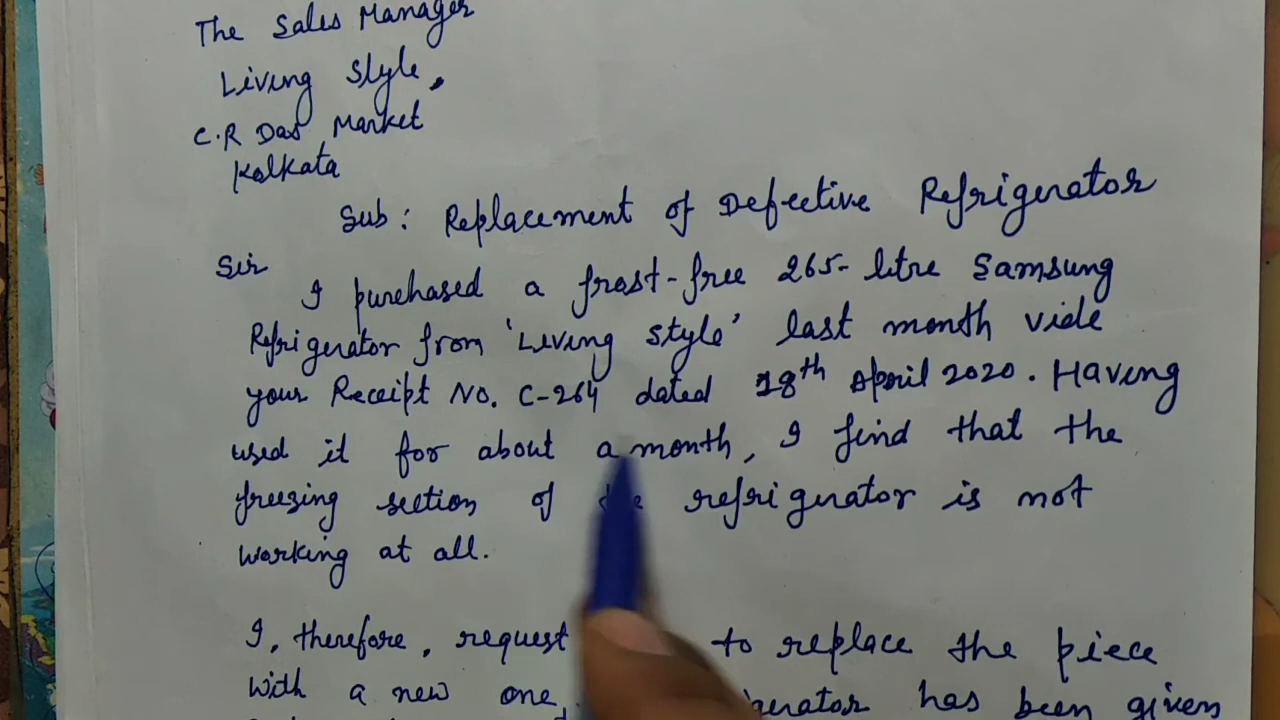 The Sales Manager
Living Style,
C.R Das Market
Kolkata
Sub: Replacement of Defective Refrigerator
Sir
I purchased a frost-free 265-litre Samsung
Refrigerator from 'Living Style' last month vide
your Receipt No. C-264 dated 18th April 2020. Having
used it for about a month, I find that the
freezing section of the refrigerator is not
working at all.
I, therefore, request to replace the piece
with a new one has been given